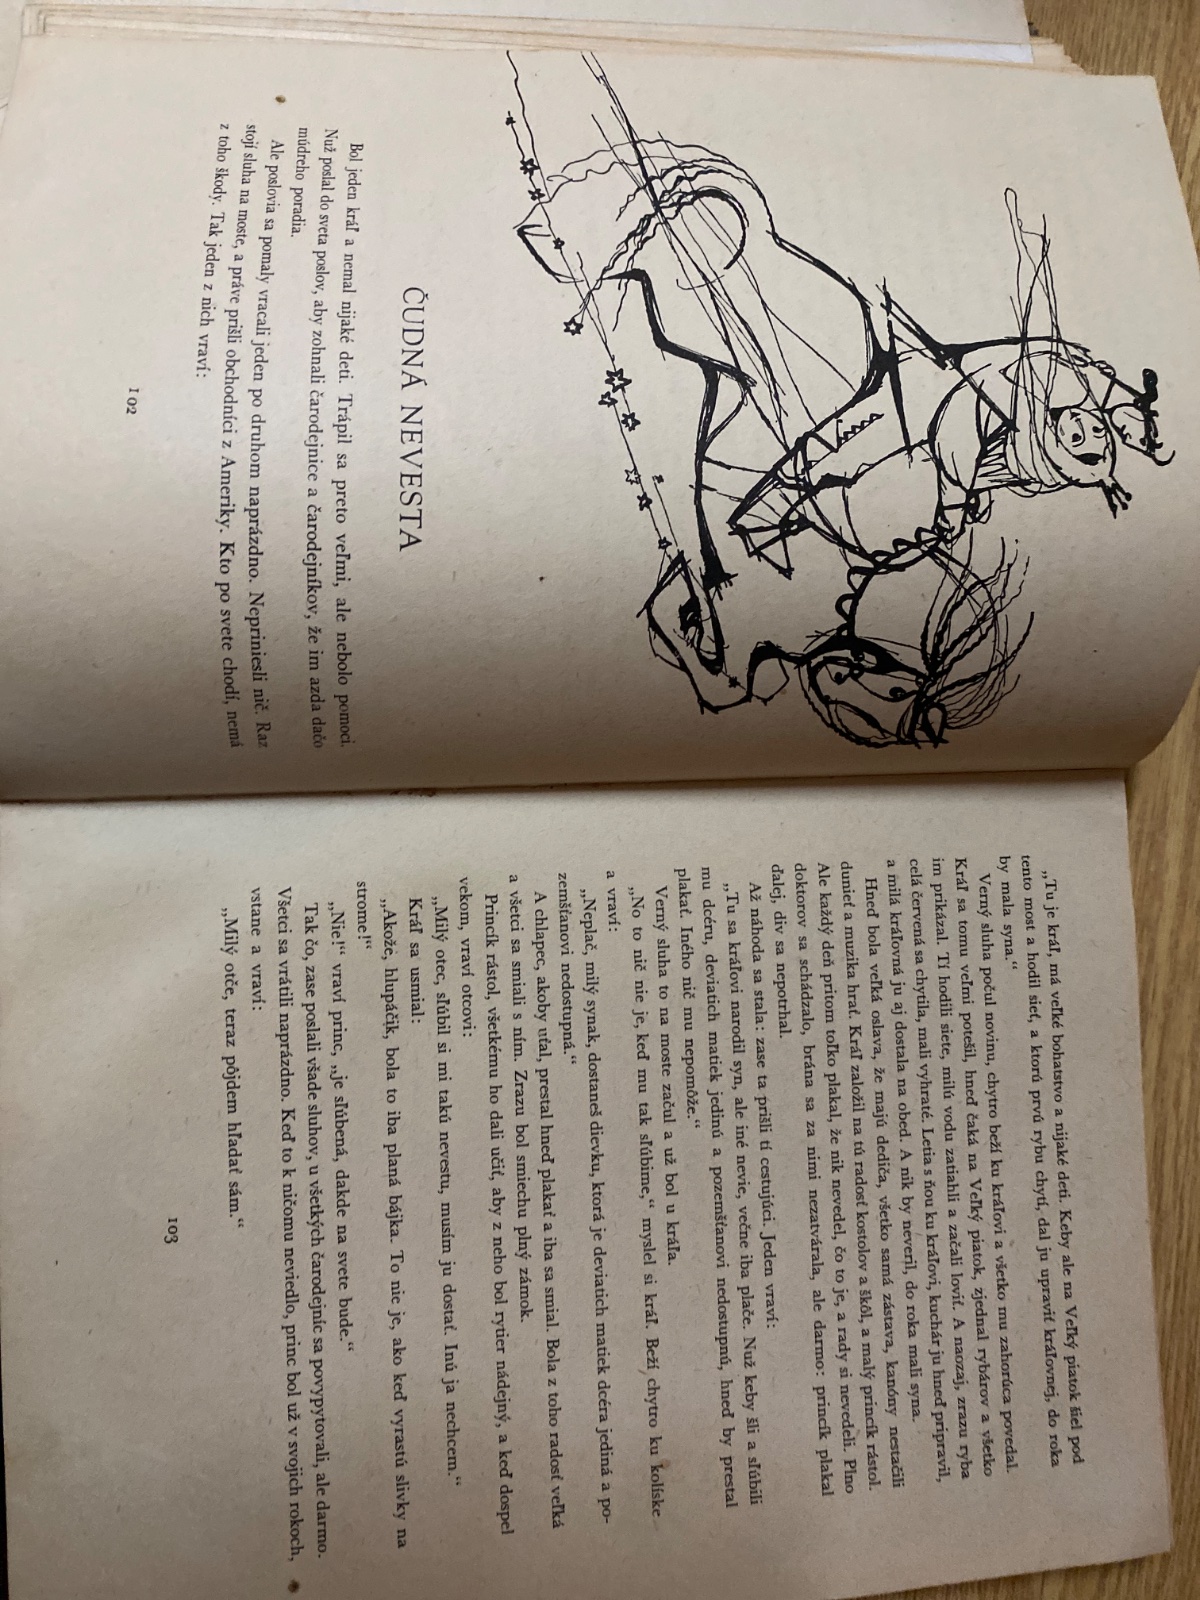 ČUDNÁ NEVESTA
Bol jeden kráľ a nemal nijaké deti. Trápil sa preto veľmi, ale nebolo pomoci.
Nuž poslal do sveta poslov, aby zohnali čarodejnice a čarodejníkov, že im azda dačo
múdreho poradia.
Ale poslovia sa pomaly vracali jeden po druhom naprázdno. Nepriniesli nič. Raz
stojí sluha na moste, a práve prišli obchodníci z Ameriky. Kto po svete chodí, nemá
z toho škody. Tak jeden z nich vraví:
102
„Tu je kráľ, má veľké bohatstvo a nijaké deti. Keby ale na Veľký piatok šiel pod
tento most a hodil sieť, a ktorú prvú rybu chytí, dal ju upraviť kráľovnej, do roka
by mala syna.“
Verný sluha počul novinu, chytro beží ku kráľovi a všetko mu zahorúca povedal.
Kráľ sa tomu veľmi potešil, hneď čaká na Veľký piatok, zjednal rybárov a všetko
im prikázal. Tí hodili siete, milú vodu zatiahli a začali loviť. A naozaj, zrazu ryba
celá červená sa chytila, mali vyhraté. Letia s ňou ku kráľovi, kuchár ju hneď pripravil,
a milá kráľovná ju aj dostala na obed. A nik by neveril, do roka mali syna.
Hneď bola veľká oslava, že majú dediča, všetko samá zástava, kanóny nestačili
dunieť a muzika hrať. Kráľ založil na tú radosť kostolov a škôl, a malý princík rástol.
Ale každý deň pritom toľko plakal, že nik nevedel, čo to je, a rady si nevedeli. Plno
doktorov sa schádzalo, brána sa za nimi nezatvárala, ale darmo: princík plakal
ďalej, div sa nepotrhal.
Až náhoda sa stala: zase ta prišli tí cestujúci. Jeden vraví:
„Tu sa kráľovi narodil syn, ale iné nevie, večne iba plače. Nuž keby šli a sľúbili
mu dcéru, deviatich matiek jedinú a pozemšťanovi nedostupnú, hneď by prestal
plakať. Iného nič mu nepomôže.“
Verný sluha to na moste začul a už bol u kráľa.
„No to nič nie je, keď mu tak sľúbime,“ myslel si kráľ. Beží chytro ku kolíske
a vraví:
„Neplač, milý synak, dostaneš dievku, ktorá je deviatich matiek dcéra jediná a po-
zemšťanovi nedostupná.“
A chlapec, akoby uťal, prestal hneď plakať a iba sa smial. Bola z toho radosť veľká
a všetci sa smiali s ním. Zrazu bol smiechu plný zámok.
Princík rástol, všetkému ho dali učiť, aby z neho bol rytier nádejný, a keď dospel
vekom, vraví otcovi:
„Milý otec, sľúbil si mi takú nevestu, musím ju dostať. Inú ja nechcem.“
Kráľ sa usmial:
„Akože, hlupáčik, bola to iba planá bájka. To nie je, ako keď vyrastú slivky na
strome!“
„Nie!“ vraví princ, „je sľúbená, dakde na svete bude.“
Tak čo, zase poslali všade sluhov, u všetkých čarodejníc sa povypytovali, ale darmo.
Všetci sa vrátili naprázdno. Keď to k ničomu neviedlo, princ bol už v svojich rokoch,
vstane a vraví:
„Milý otče, teraz pôjdem hľadať sám.“
103